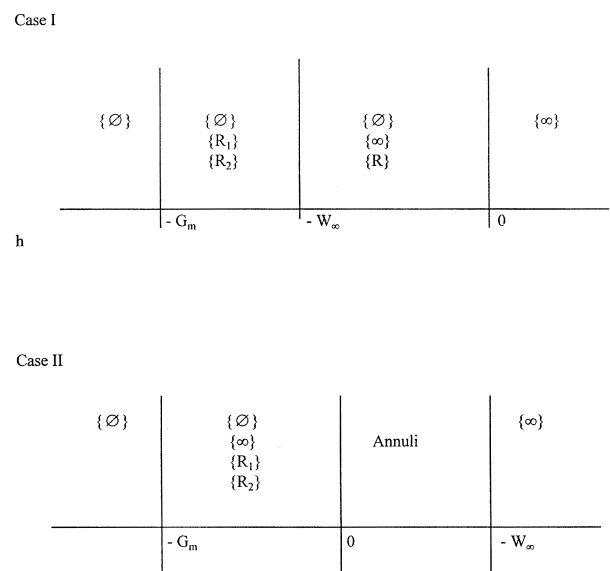 Case I
{∅} {∅} {∅} {∞}
{R₁} {∞}
{R₂} {R}
- Gₘ - W∞ 0
h
Case II
{∅} {∅} {∞}
{∞} Annuli
{R₁}
{R₂}
- Gₘ 0 - W∞